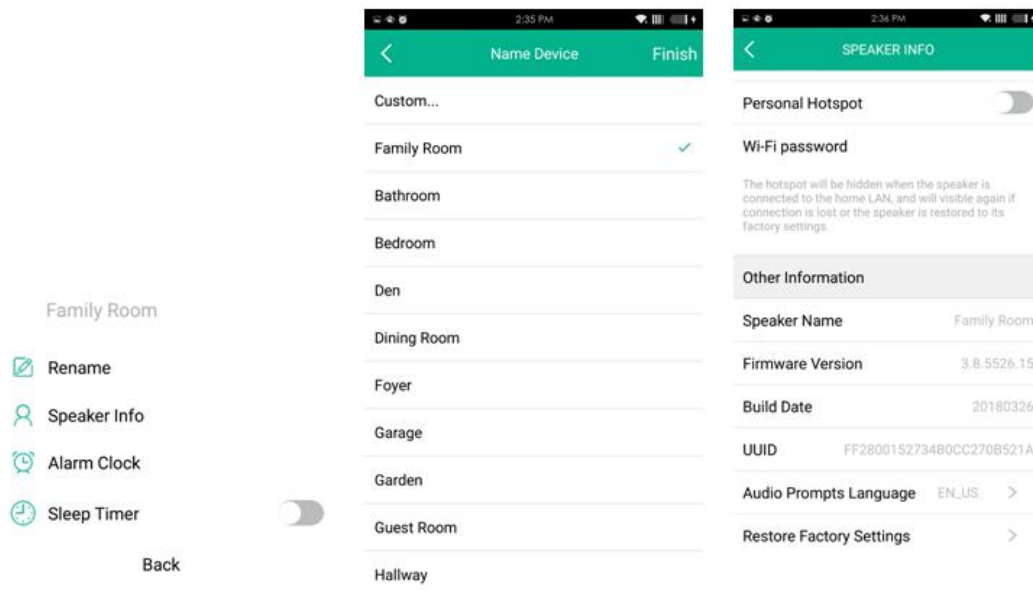 Family Room
Rename
Speaker Info
Alarm Clock
Sleep Timer
Back
2:35 PM
Name Device
Finish
Custom...
Family Room
Bathroom
Bedroom
Den
Dining Room
Foyer
Garage
Garden
Guest Room
Hallway
2:36 PM
SPEAKER INFO
Personal Hotspot
Wi-Fi password
The hotspot will be hidden when the speaker is
connected to the home LAN, and will visible again if
connection is lost or the speaker is restored to its
factory settings.
Other Information
Speaker Name Family Room
Firmware Version 3.8.5526.15
Build Date 20180326
UUID FF2800152734B0CC270B521A
Audio Prompts Language EN_US
Restore Factory Settings